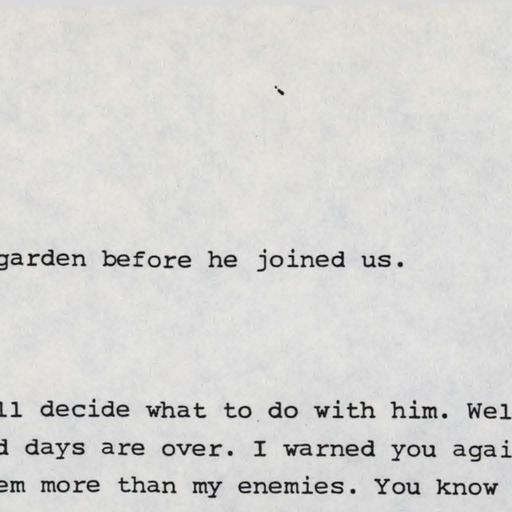 garden before he joined us.
ll decide what to do with him. Wel
d days are over. I warned you agai
em more than my enemies. You know